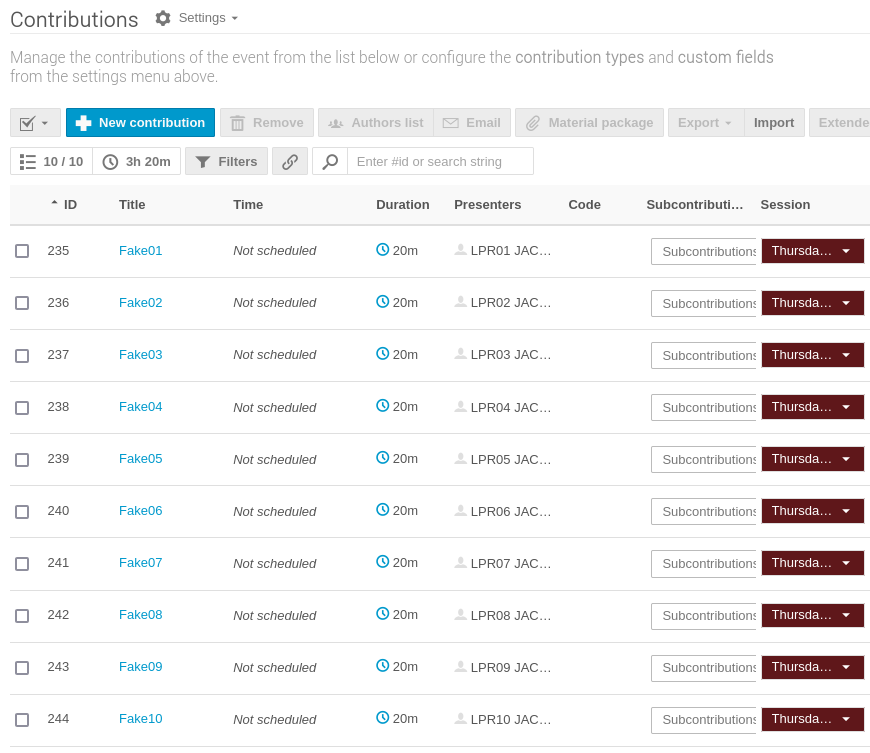 Contributions Settings
Manage the contributions of the event from the list below or configure the contribution types and custom fields
from the settings menu above.
New contribution Remove Authors list Email Material package Export Import Extende
10 / 10 3h 20m Filters Enter #id or search string
ID Title Time Duration Presenters Code Subcontributi… Session
235 Fake01 Not scheduled 20m LPR01 JAC… Subcontributions Thursda…
236 Fake02 Not scheduled 20m LPR02 JAC… Subcontributions Thursda…
237 Fake03 Not scheduled 20m LPR03 JAC… Subcontributions Thursda…
238 Fake04 Not scheduled 20m LPR04 JAC… Subcontributions Thursda…
239 Fake05 Not scheduled 20m LPR05 JAC… Subcontributions Thursda…
240 Fake06 Not scheduled 20m LPR06 JAC… Subcontributions Thursda…
241 Fake07 Not scheduled 20m LPR07 JAC… Subcontributions Thursda…
242 Fake08 Not scheduled 20m LPR08 JAC… Subcontributions Thursda…
243 Fake09 Not scheduled 20m LPR09 JAC… Subcontributions Thursda…
244 Fake10 Not scheduled 20m LPR10 JAC… Subcontributions Thursda…